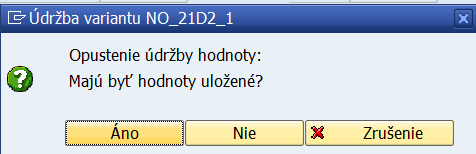 Údržba variantu NO_21D2_1
Opustenie údržby hodnoty:
Majú byť hodnoty uložené?
Áno
Nie
Zrušenie